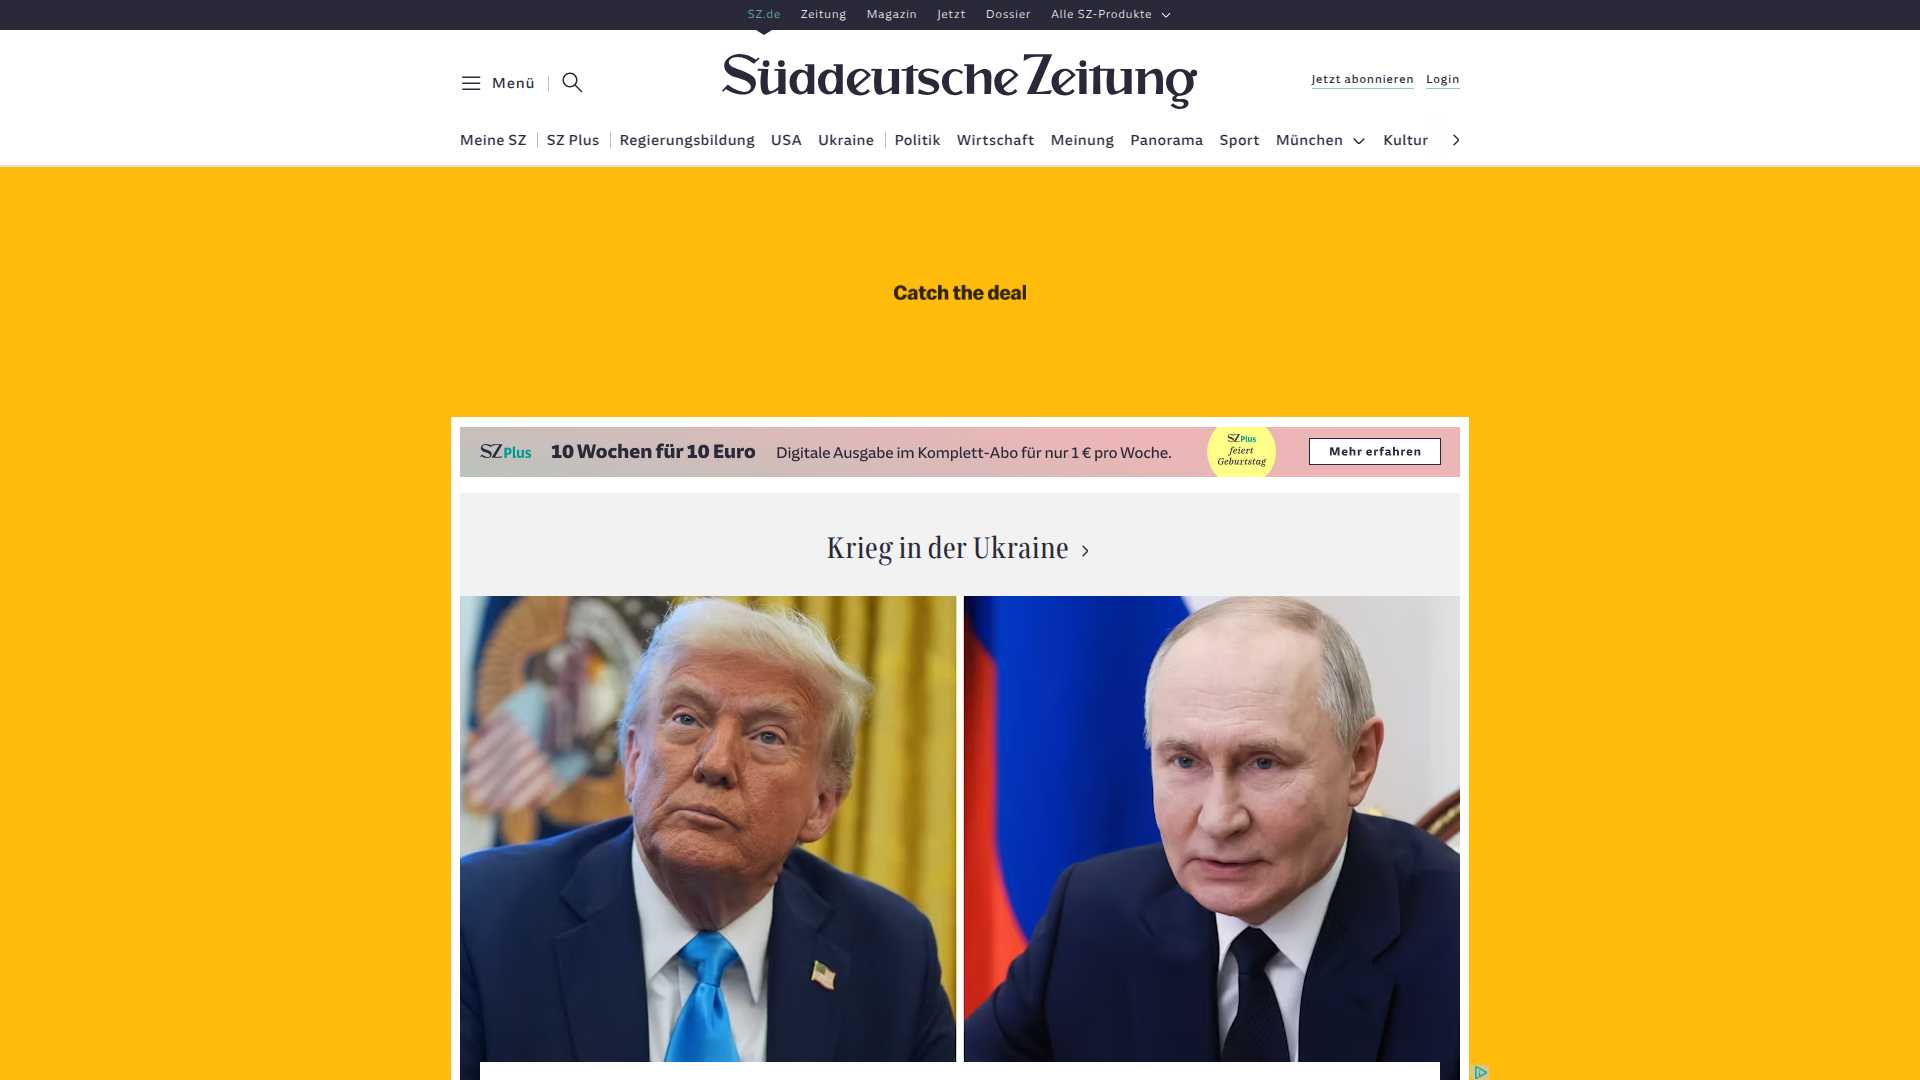 SZ.de Zeitung Magazin Jetzt Dossier Alle SZ-Produkte
Menü
Süddeutsche Zeitung
Jetzt abonnieren Login
Meine SZ SZ Plus Regierungsbildung USA Ukraine Politik Wirtschaft Meinung Panorama Sport München Kultur
Catch the deal
SZ Plus 10 Wochen für 10 Euro Digitale Ausgabe im Komplett-Abo für nur 1 € pro Woche.
SZ Plus
feiert
Geburtstag
Mehr erfahren
Krieg in der Ukraine